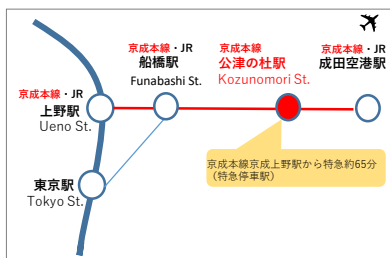 京成本線・JR
上野駅
Ueno St.
京成本線・JR
船橋駅
Funabashi St.
京成本線
公津の杜駅
Kozunomori St.
京成本線・JR
成田空港駅
東京駅
Tokyo St.
京成本線京成上野駅から特急約65分
（特急停車駅）